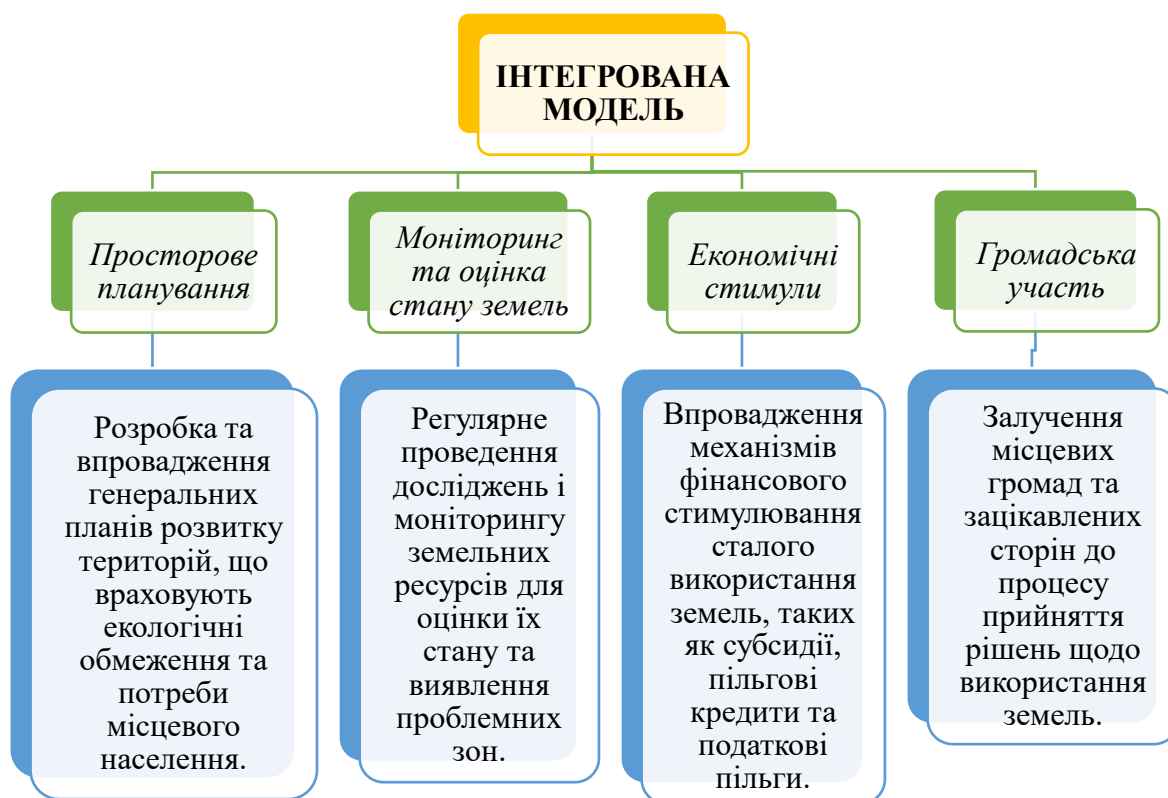 ІНТЕГРОВАНА
МОДЕЛЬ
Просторове
планування
Моніторинг
та оцінка
стану земель
Економічні
стимули
Громадська
участь
Розробка та
впровадження
генеральних
планів розвитку
територій, що
враховують
екологічні
обмеження та
потреби
місцевого
населення.
Регулярне
проведення
досліджень і
моніторингу
земельних
ресурсів для
оцінки їх
стану та
виявлення
проблемних
зон.
Впровадження
механізмів
фінансового
стимулювання
сталого
використання
земель, таких
як субсидії,
пільгові
кредити та
податкові
пільги.
Залучення
місцевих
громад та
зацікавлених
сторін до
процесу
прийняття
рішень щодо
використання
земель.